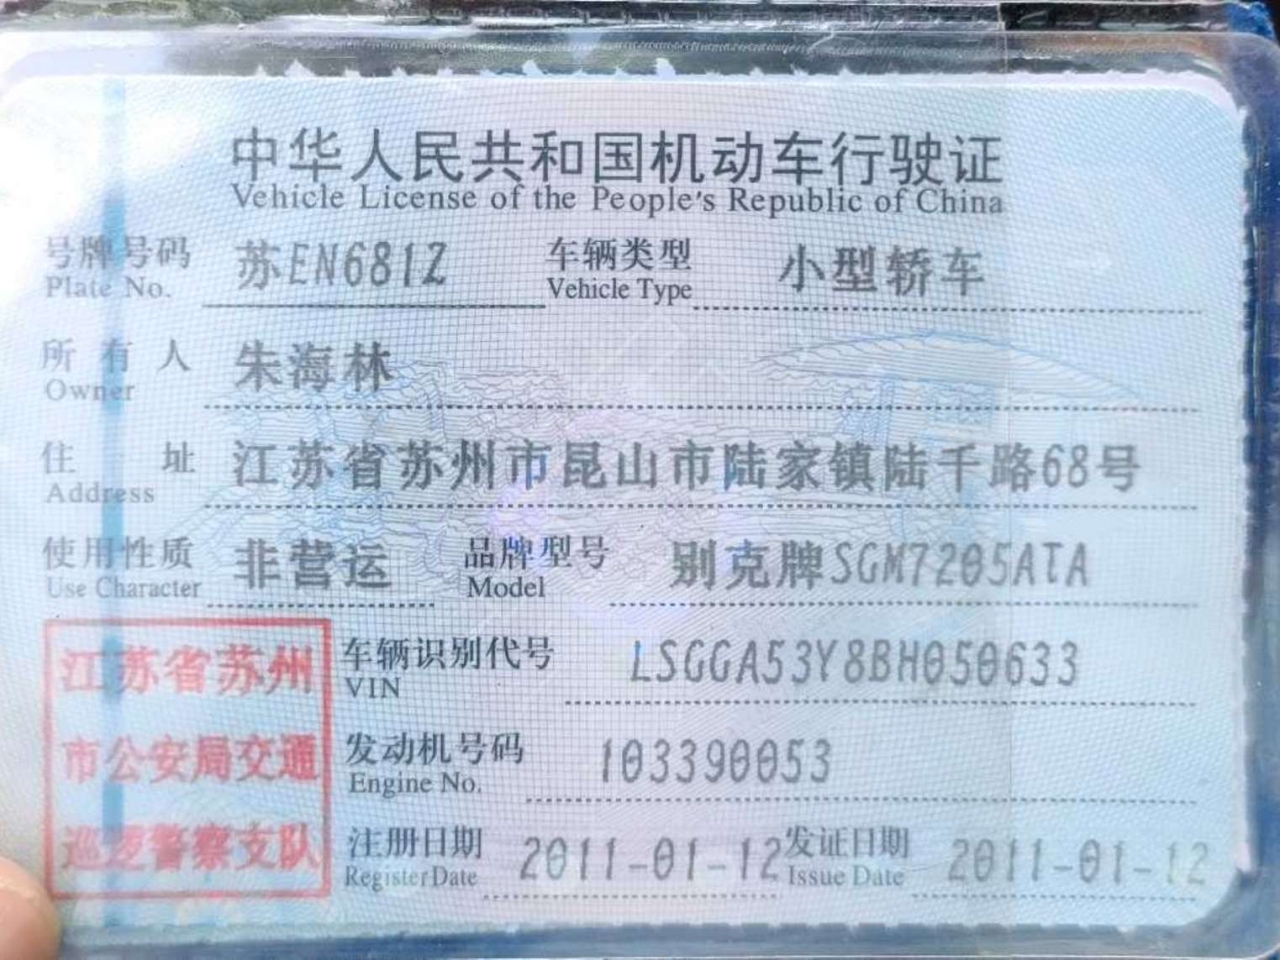 中华人民共和国机动车行驶证
Vehicle License of the People's Republic of China
号牌号码 苏EN681Z 车辆类型 小型轿车
Plate No. Vehicle Type
所有人 朱海林
Owner
住址 江苏省苏州市昆山市陆家镇陆千路68号
Address
使用性质 非营运 品牌型号 别克牌SGM7205ATA
Use Character Model
江苏省苏州
市公安局交通
巡逻警察支队
车辆识别代号 LSGGA53Y8BH050633
VIN
发动机号码 103390053
Engine No.
注册日期 2011-01-12 发证日期 2011-01-12
Register Date Issue Date